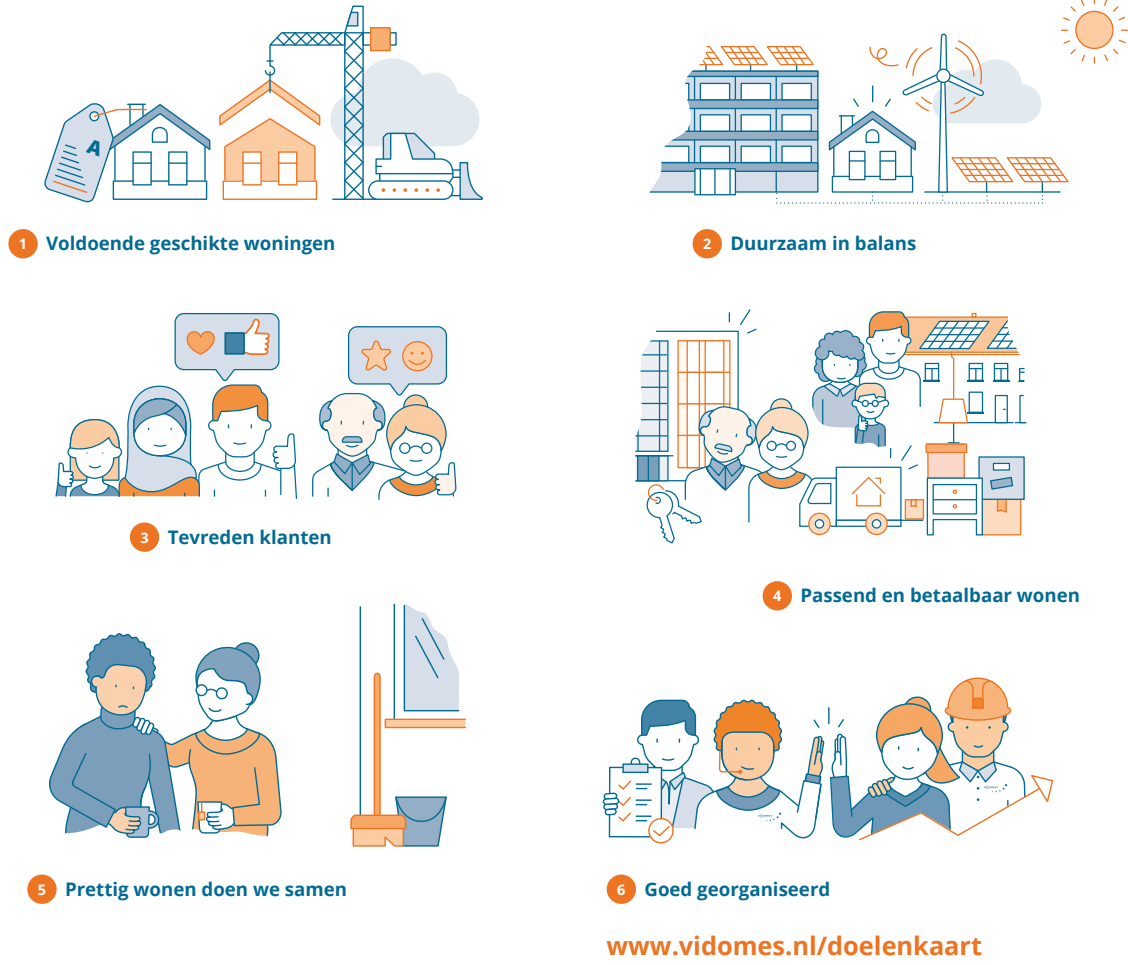 A
1 Voldoende geschikte woningen
2 Duurzaam in balans
3 Tevreden klanten
4 Passend en betaalbaar wonen
5 Prettig wonen doen we samen
6 Goed georganiseerd
www.vidomes.nl/doelenkaart